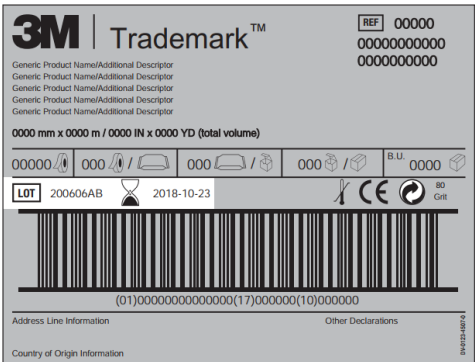 3M Trademark™
REF 00000
00000000000
0000000000
Generic Product Name/Additional Descriptor
Generic Product Name/Additional Descriptor
Generic Product Name/Additional Descriptor
Generic Product Name/Additional Descriptor
Generic Product Name/Additional Descriptor
0000 mm x 0000 m / 0000 IN x 0000 YD (total volume)
00000 000 / 000 / 000 / B.U. 0000
LOT 200606AB 2018-10-23 CE 80
Grit
(01)00000000000000(17)000000(10)000000
Address Line Information Other Declarations
Country of Origin Information